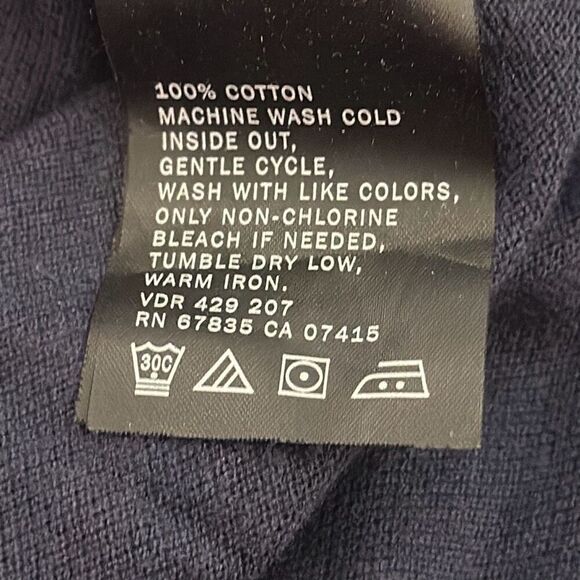 100% COTTON
MACHINE WASH COLD
INSIDE OUT,
GENTLE CYCLE,
WASH WITH LIKE COLORS,
ONLY NON-CHLORINE
BLEACH IF NEEDED,
TUMBLE DRY LOW,
WARM IRON.
VDR 429 207
RN 67835 CA 07415
30C